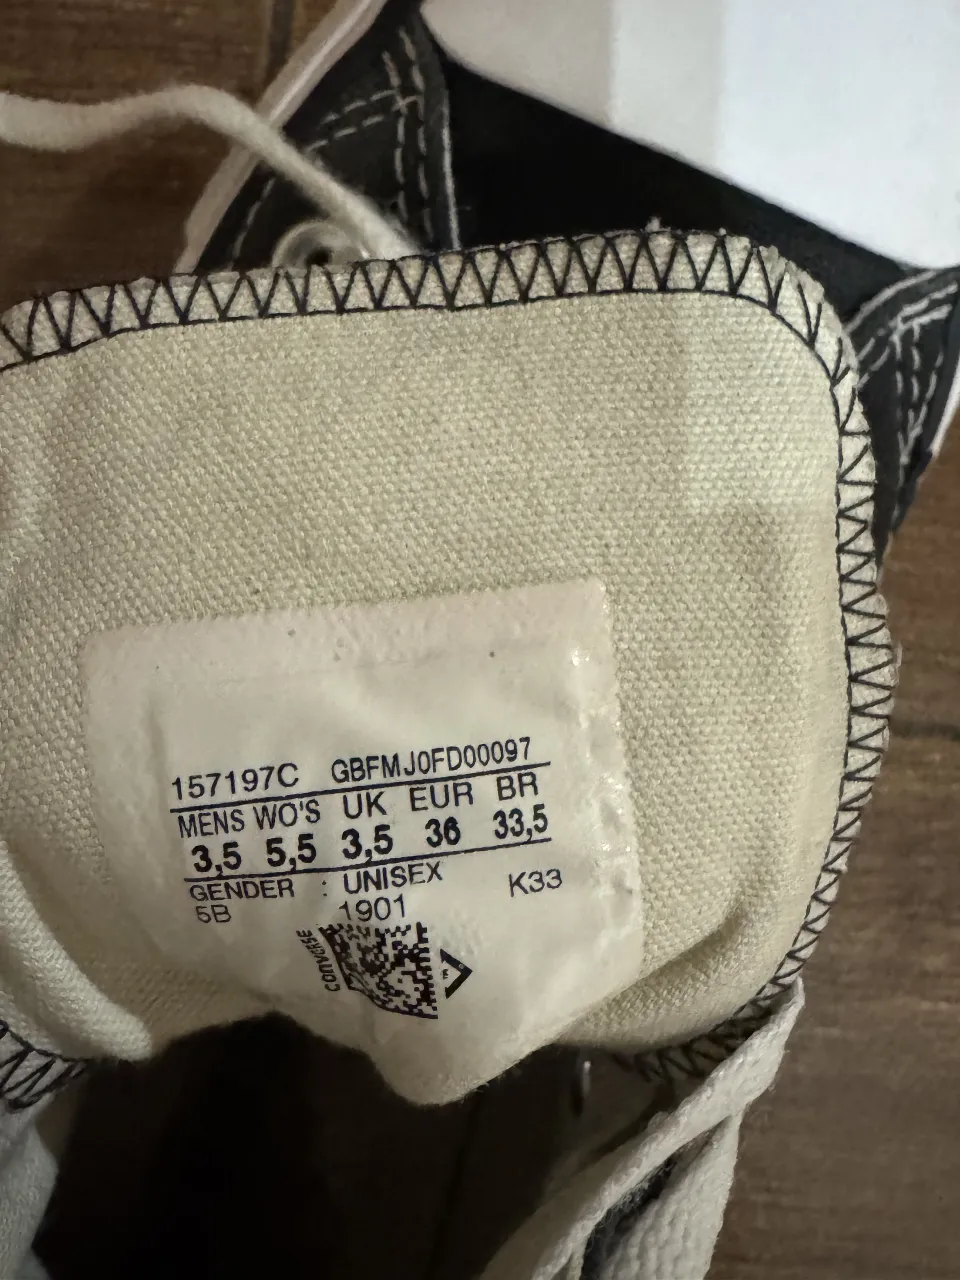 157197C GBFMJ0FD00097
MENS WO'S UK EUR BR
3,5 5,5 3,5 36 33,5
GENDER : UNISEX K33
5B 1901
CONVERSE